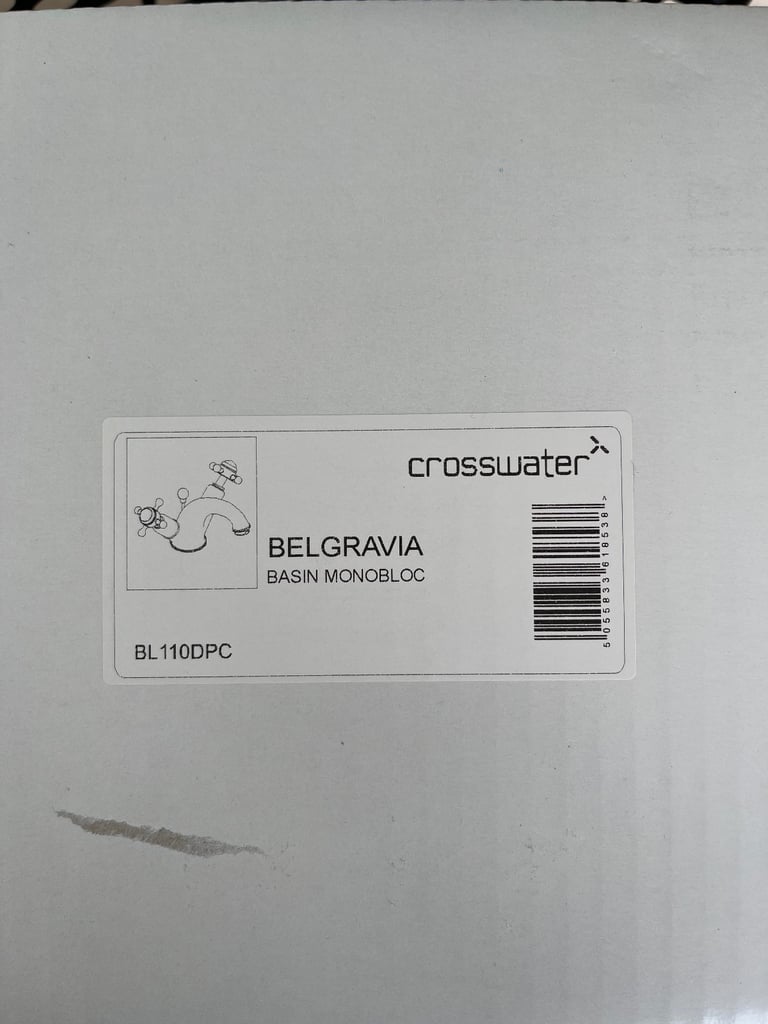 crosswater
BELGRAVIA
BASIN MONOBLOC
BL110DPC
5055833618538>